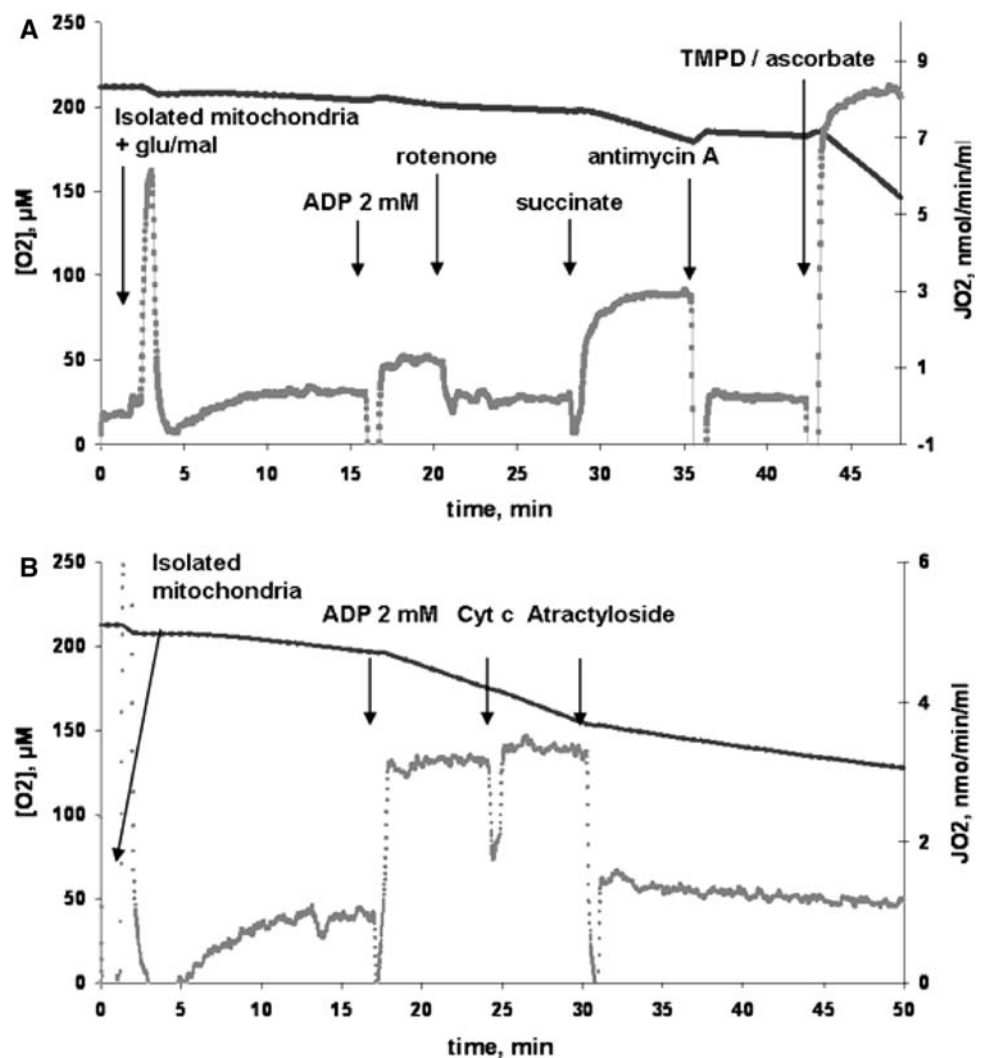 A
250
200
150
100
50
0
[O2], µM
Isolated mitochondria
+ glu/mal
ADP 2 mM
rotenone
succinate
antimycin A
TMPD / ascorbate
9
7
5
3
1
-1
JO2, nmol/min/ml
0 5 10 15 20 25 30 35 40 45
time, min
B
250
200
150
100
50
0
[O2], µM
Isolated
mitochondria
ADP 2 mM Cyt c Atractyloside
6
4
2
0
JO2, nmo/min/ml
0 5 10 15 20 25 30 35 40 45 50
time, min